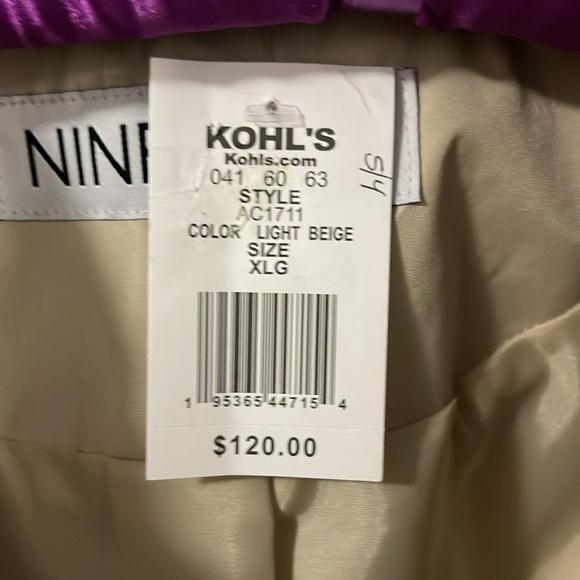 NINE
KOHL'S
Kohls.com
041 60 63
STYLE
AC1711
COLOR LIGHT BEIGE
SIZE
XLG
1 95365 44715 4
$120.00